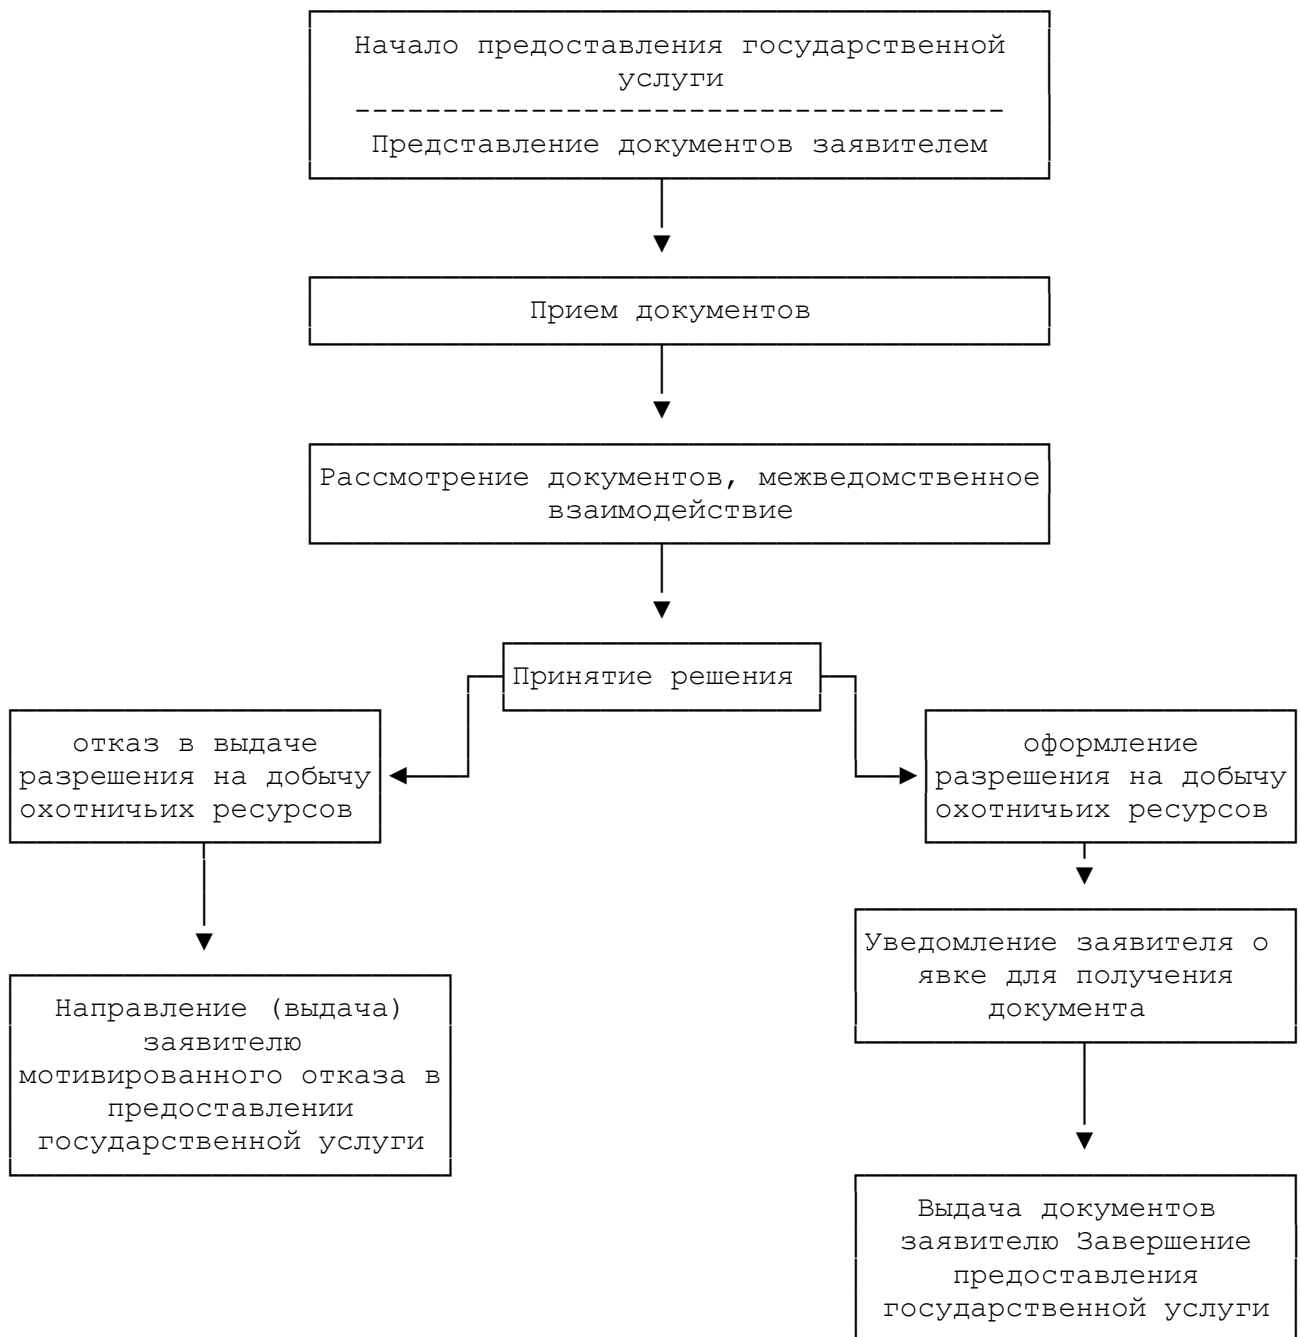 Начало предоставления государственной
услуги
-------------------------------------
Представление документов заявителем
Прием документов
Рассмотрение документов, межведомственное
взаимодействие
Принятие решения
отказ в выдаче
разрешения на добычу
охотничьих ресурсов
оформление
разрешения на добычу
охотничьих ресурсов
Направление (выдача)
заявителю
мотивированного отказа в
предоставлении
государственной услуги
Уведомление заявителя о
явке для получения
документа
Выдача документов
заявителю Завершение
предоставления
государственной услуги